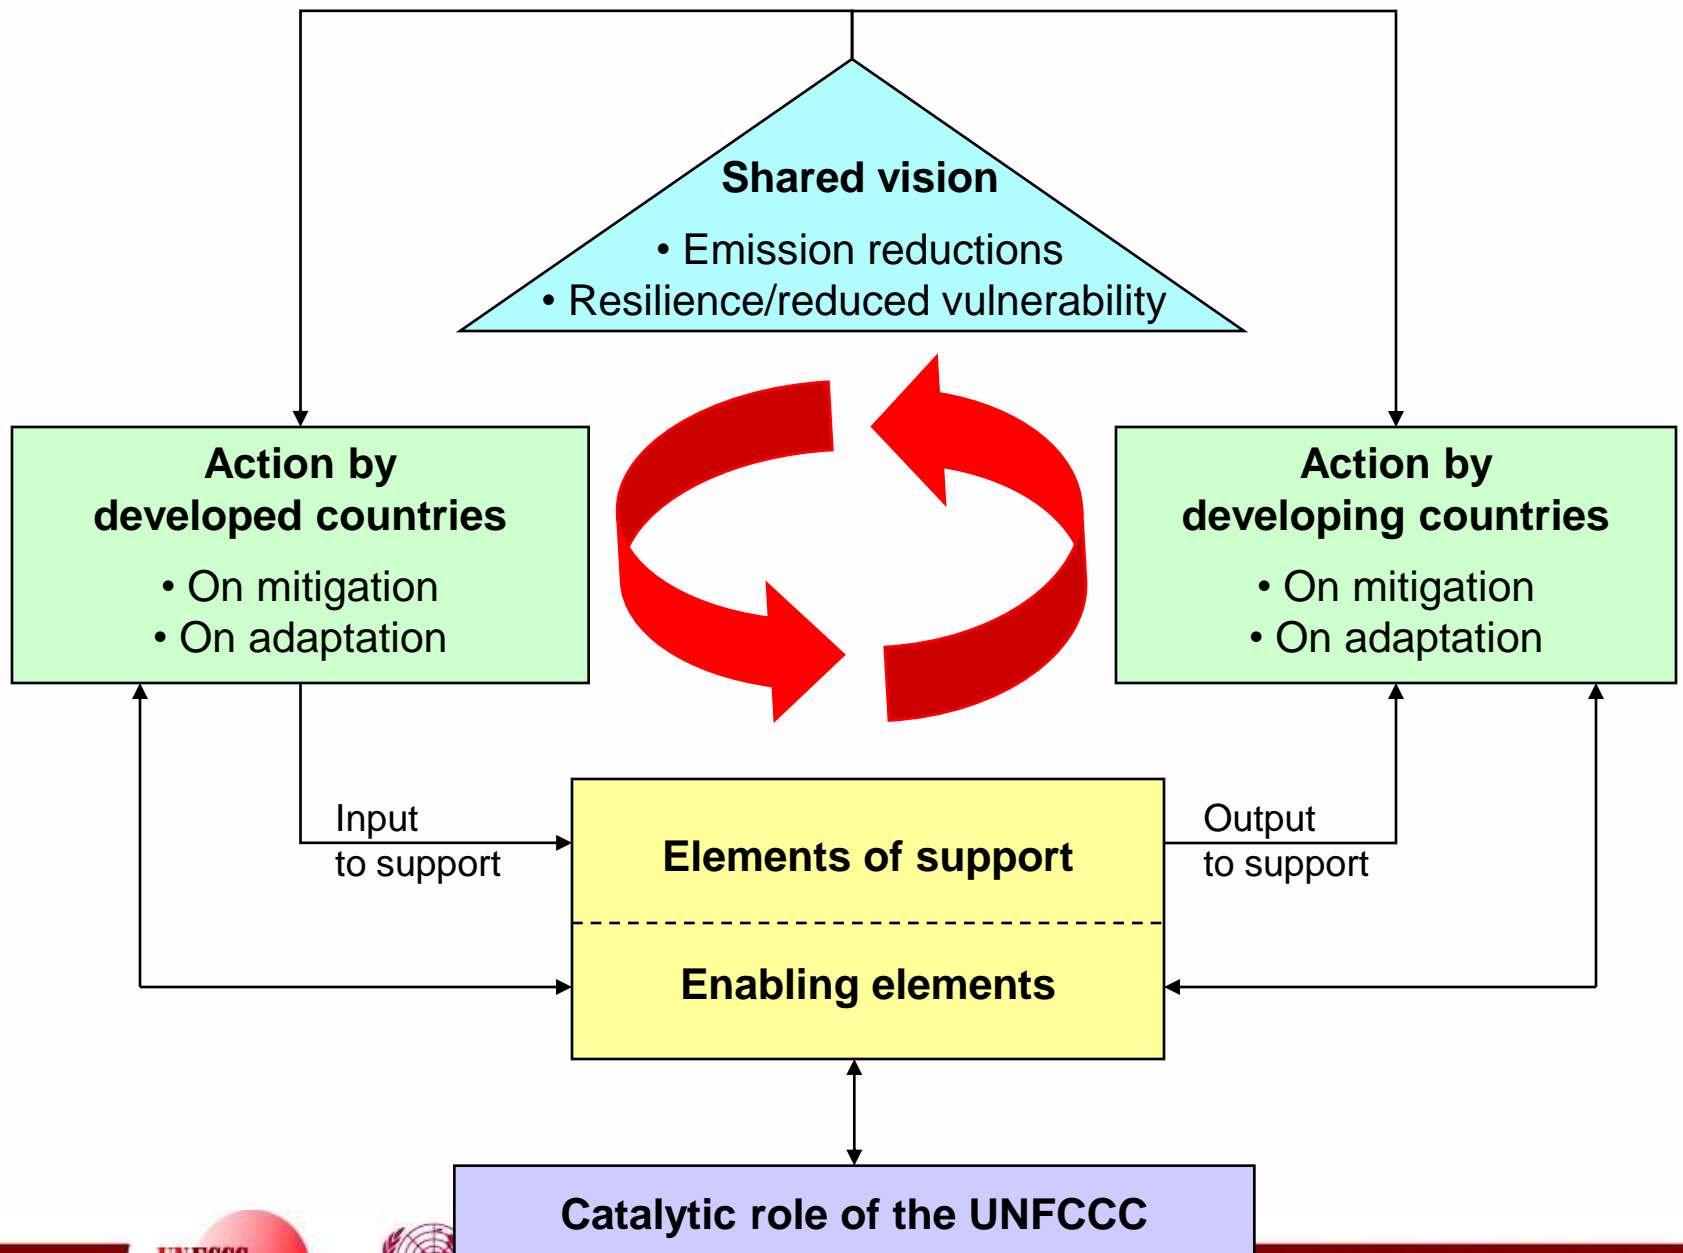 Shared vision
• Emission reductions
• Resilience/reduced vulnerability
Action by
developed countries
• On mitigation
• On adaptation
Action by
developing countries
• On mitigation
• On adaptation
Input
to support
Elements of support
Output
to support
Enabling elements
Catalytic role of the UNFCCC